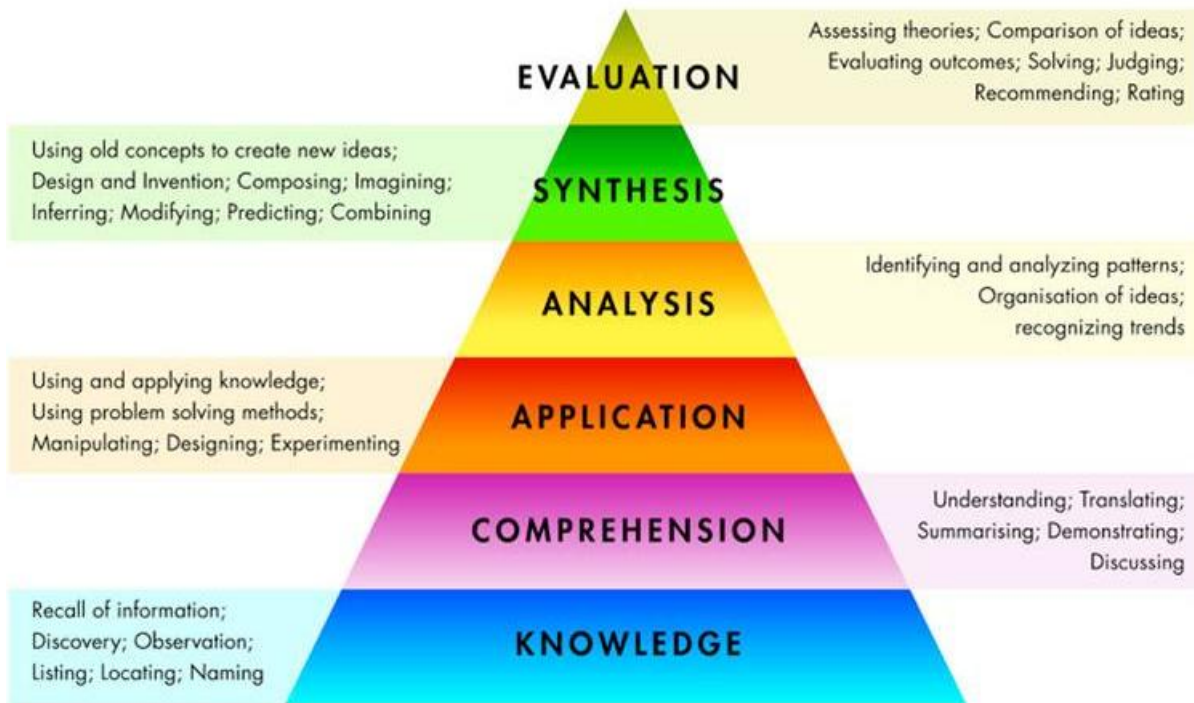 EVALUATION
Assessing theories; Comparison of ideas;
Evaluating outcomes; Solving; Judging;
Recommending; Rating
Using old concepts to create new ideas;
Design and Invention; Composing; Imagining;
Inferring; Modifying; Predicting; Combining
SYNTHESIS
ANALYSIS
Identifying and analyzing patterns;
Organisation of ideas;
recognizing trends
Using and applying knowledge;
Using problem solving methods;
Manipulating; Designing; Experimenting
APPLICATION
COMPREHENSION
Understanding; Translating;
Summarising; Demonstrating;
Discussing
Recall of information;
Discovery; Observation;
Listing; Locating; Naming
KNOWLEDGE